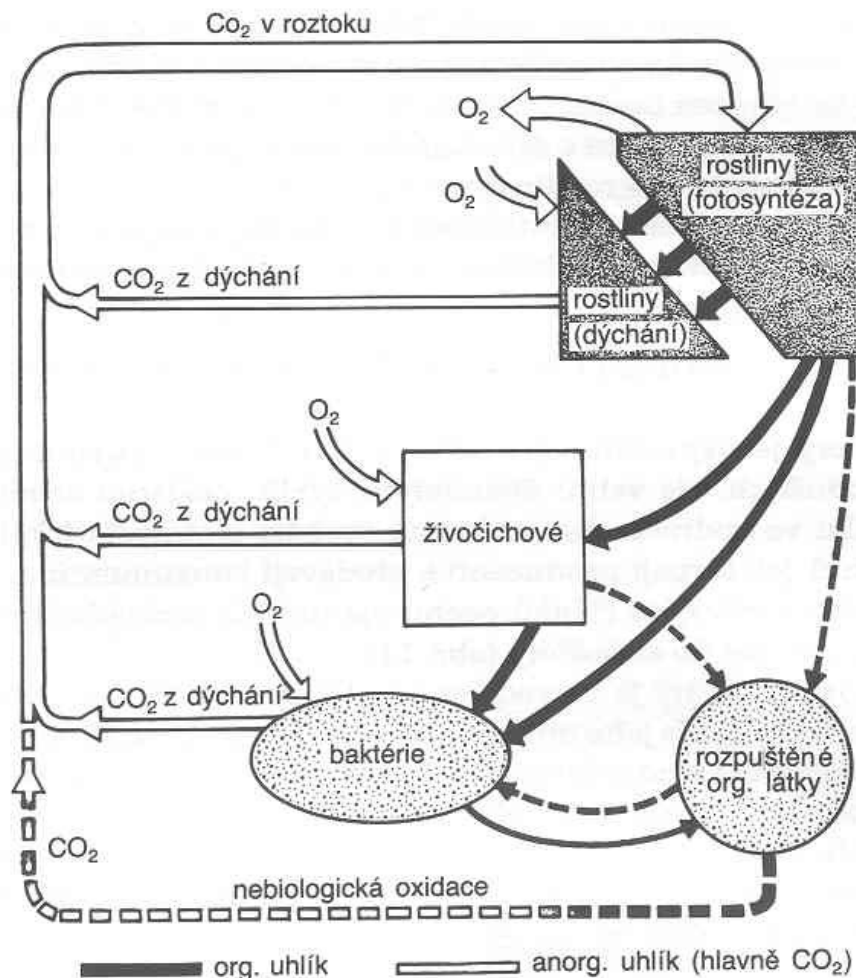 Co₂ v roztoku
O₂
rostliny
(fotosyntéza)
O₂
CO₂ z dýchání
rostliny
(dýchání)
O₂
CO₂ z dýchání
živočichové
O₂
CO₂ z dýchání
baktérie
rozpuštěné
org. látky
CO₂
nebiologická oxidace
org. uhlík
anorg. uhlík (hlavně CO₂)